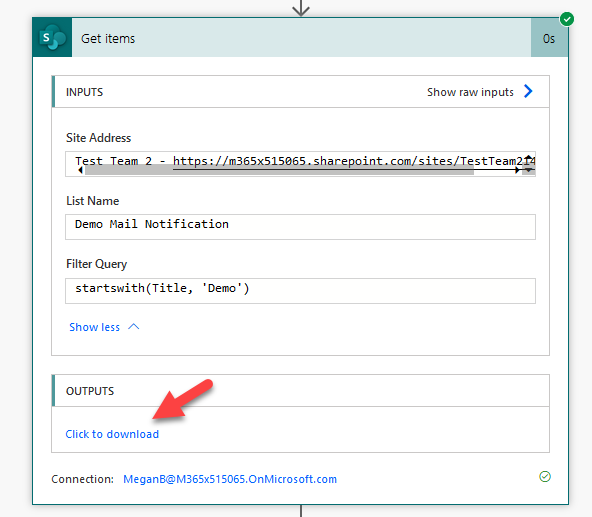 S
Get items
0s
INPUTS
Show raw inputs
Site Address
Test Team 2 - https://m365x515065.sharepoint.com/sites/TestTeam214
List Name
Demo Mail Notification
Filter Query
startswith(Title, 'Demo')
Show less
OUTPUTS
Click to download
Connection: MeganB@M365x515065.OnMicrosoft.com